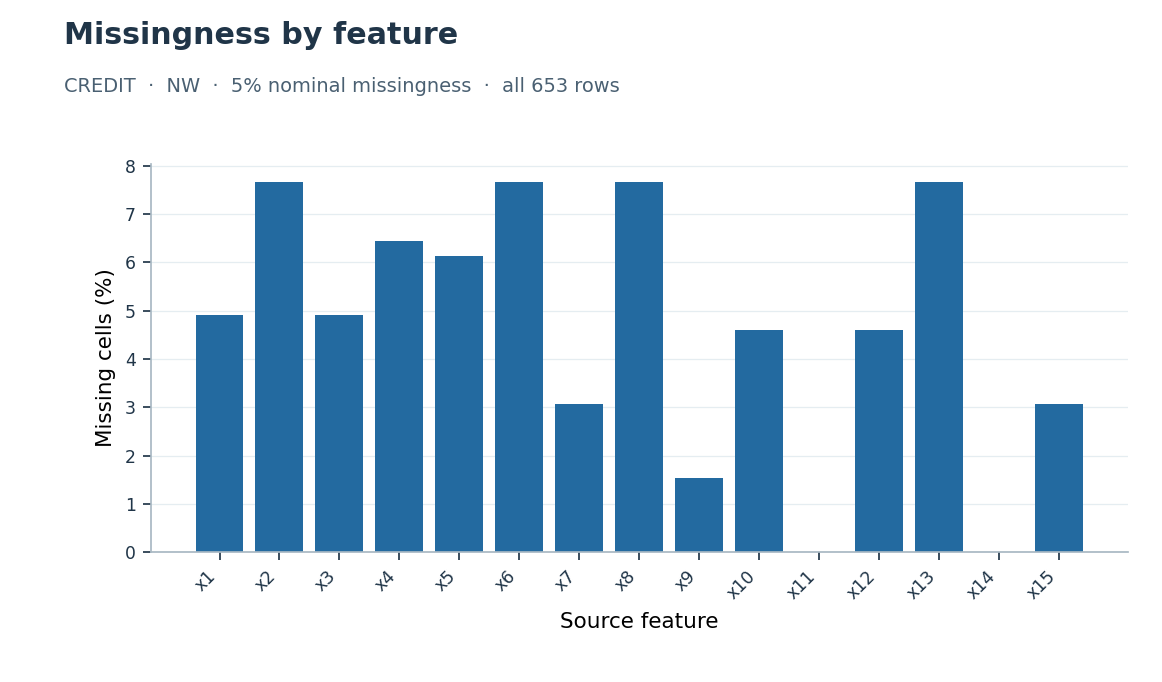 Missingness by feature
CREDIT · NW · 5% nominal missingness · all 653 rows
8
7
6
5
4
3
2
1
0
Missing cells (%)
x1 x2 x3 x4 x5 x6 x7 x8 x9 x10 x11 x12 x13 x14 x15
Source feature